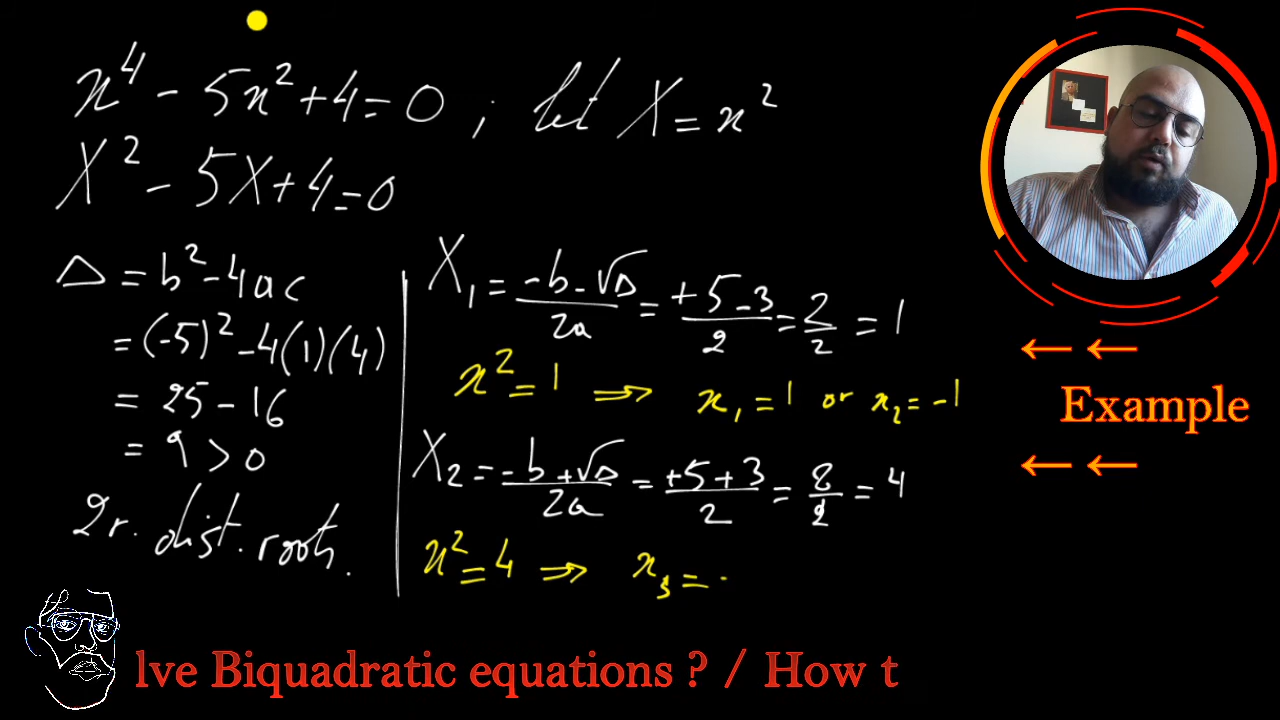 x⁴ - 5x² + 4 = 0 ; let X = x²
X² - 5X + 4 = 0
Δ = b² - 4ac
= (-5)² - 4(1)(4)
= 25 - 16
= 9 > 0
2 r. dist. roots.
X₁ = (-b - √Δ)/2a = (+5 - 3)/2 = 2/2 = 1
x² = 1 ⇒ x₁ = 1 or x₂ = -1
X₂ = (-b + √Δ)/2a = (+5 + 3)/2 = 8/2 = 4
x² = 4 ⇒ x₃ =
← ←
Example
← ←
lve Biquadratic equations ? / How t